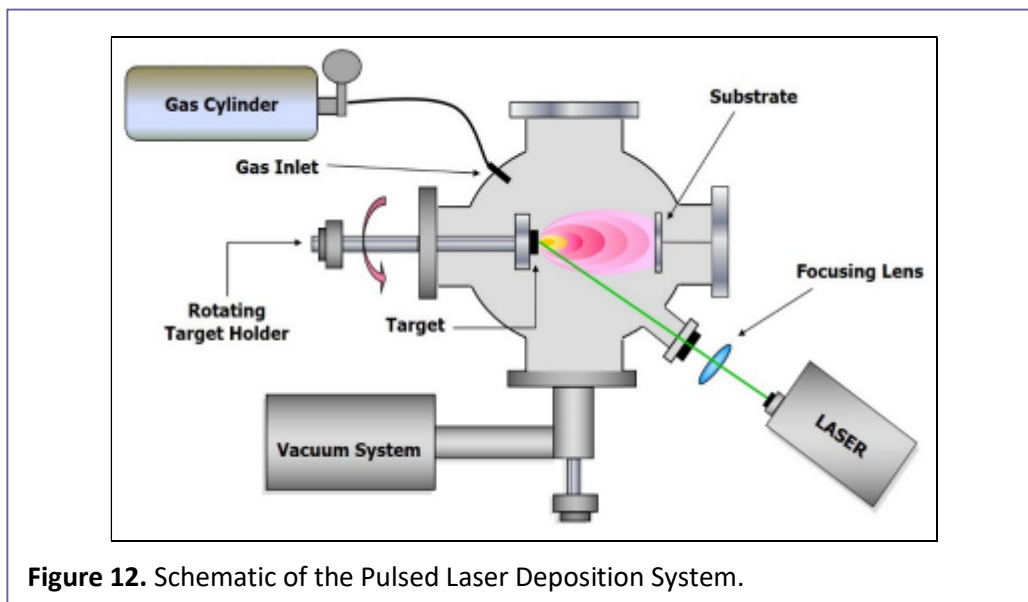 Gas Cylinder
Substrate
Gas Inlet
Focusing Lens
Rotating
Target Holder
Target
Vacuum System
LASER
Figure 12. Schematic of the Pulsed Laser Deposition System.